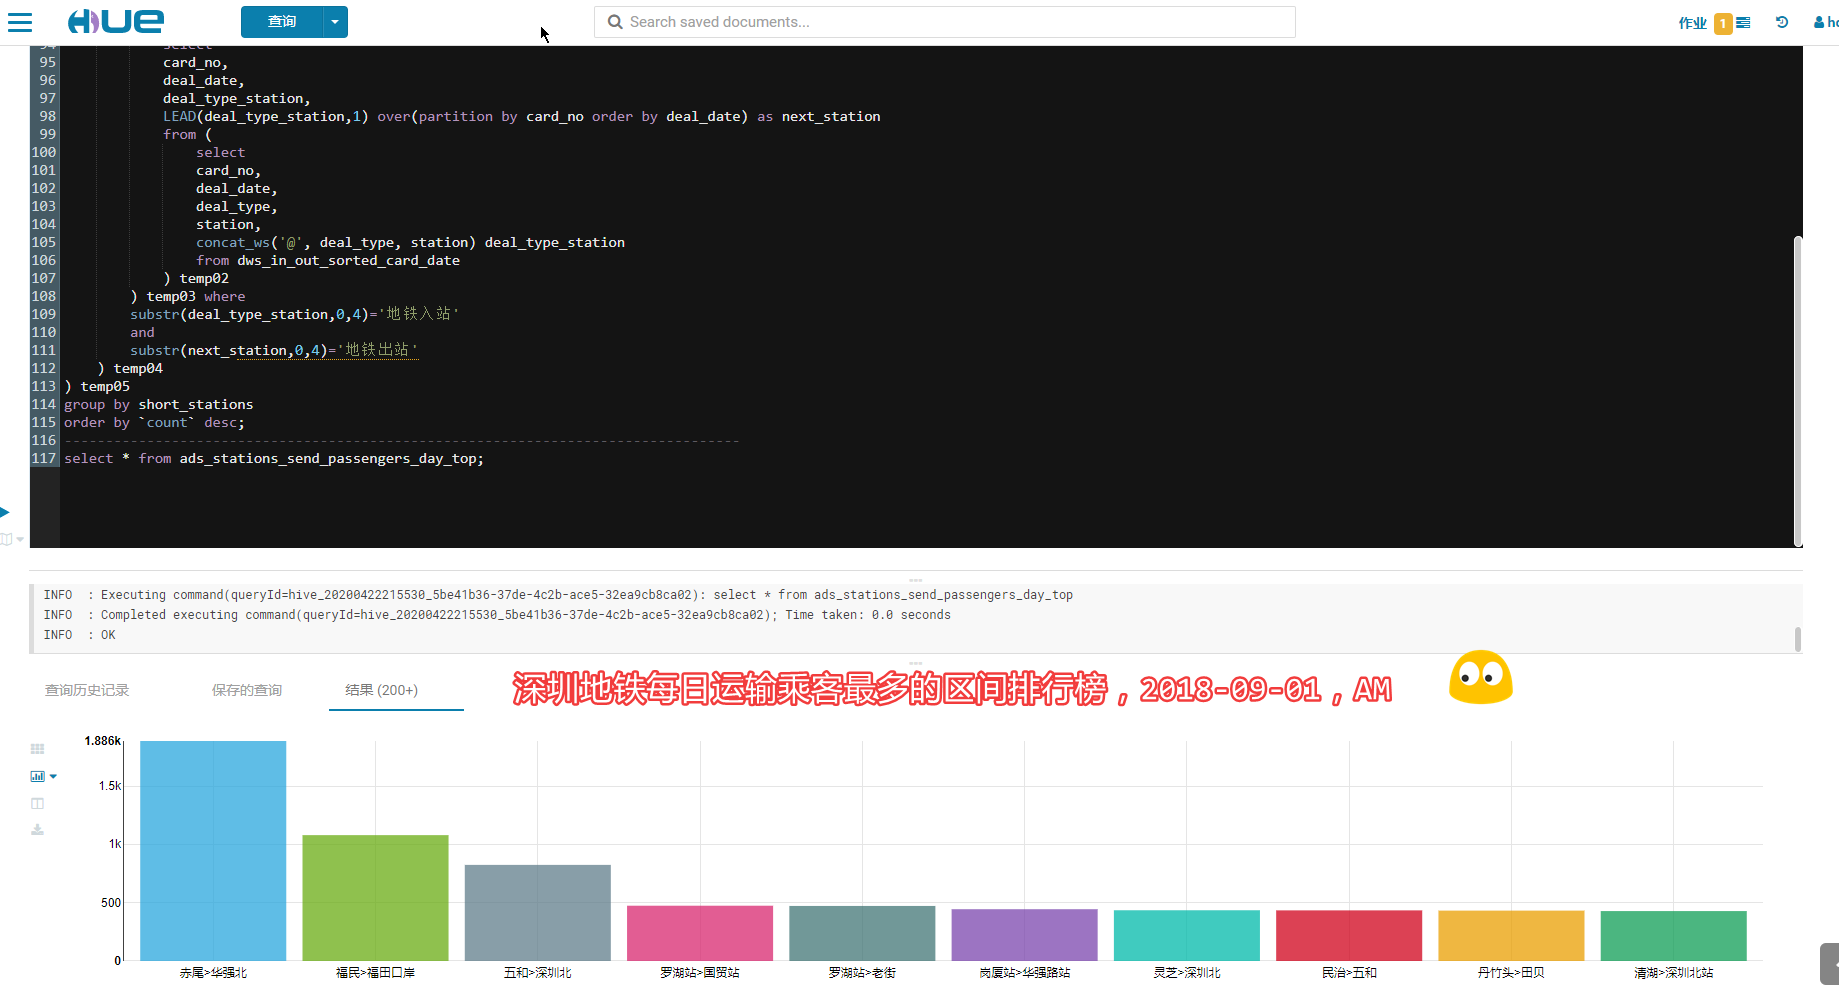 HUE
查询
Search saved documents...
作业 1
94 select
95 card_no,
96 deal_date,
97 deal_type_station,
98 LEAD(deal_type_station,1) over(partition by card_no order by deal_date) as next_station
99 from (
100 select
101 card_no,
102 deal_date,
103 deal_type,
104 station,
105 concat_ws('@', deal_type, station) deal_type_station
106 from dws_in_out_sorted_card_date
107 ) temp02
108 ) temp03 where
109 substr(deal_type_station,0,4)='地铁入站'
110 and
111 substr(next_station,0,4)='地铁出站'
112 ) temp04
113 ) temp05
114 group by short_stations
115 order by `count` desc;
116 ----------------------------------------------------------------------------------
117 select * from ads_stations_send_passengers_day_top;
INFO : Executing command(queryId=hive_20200422215530_5be41b36-37de-4c2b-ace5-32ea9cb8ca02): select * from ads_stations_send_passengers_day_top
INFO : Completed executing command(queryId=hive_20200422215530_5be41b36-37de-4c2b-ace5-32ea9cb8ca02); Time taken: 0.0 seconds
INFO : OK
查询历史记录 保存的查询 结果 (200+)
深圳地铁每日运输乘客最多的区间排行榜，2018-09-01，AM
1.886k
1.5k
1k
500
0
赤尾>华强北 福民>福田口岸 五和>深圳北 罗湖站>国贸站 罗湖站>老街 岗厦站>华强路站 灵芝>深圳北 民治>五和 丹竹头>田贝 清湖>深圳北站